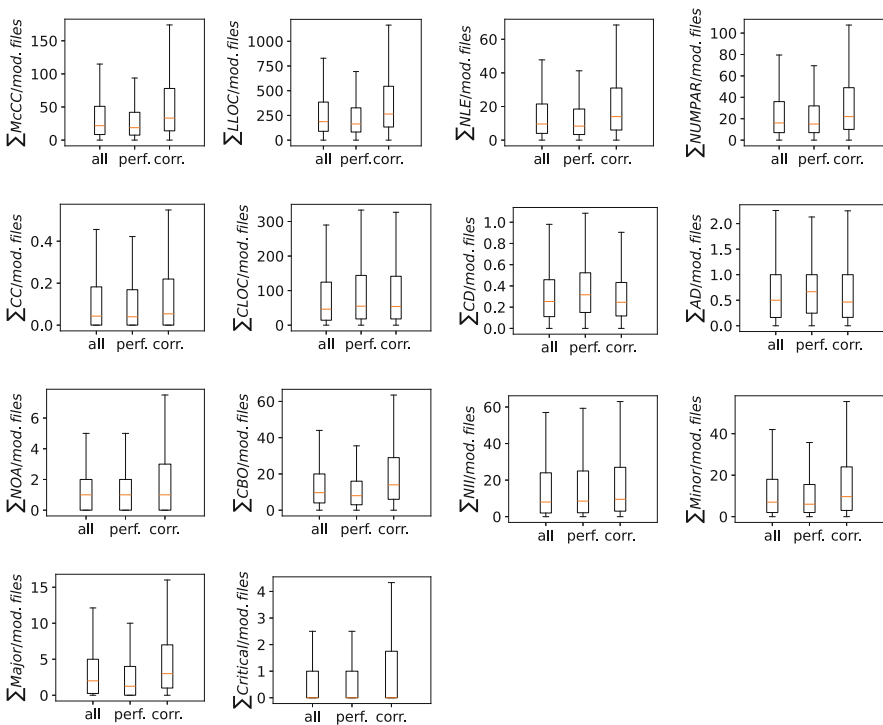 ∑McCC/mod. files
150
100
50
0
all perf. corr.
∑LLOC/mod. files
1000
750
500
250
0
all perf. corr.
∑NLE/mod. files
60
40
20
0
all perf. corr.
∑NUMPAR/mod. files
100
80
60
40
20
0
all perf. corr.
∑CC/mod. files
0.4
0.2
0.0
all perf. corr.
∑CLOC/mod. files
300
200
100
0
all perf. corr.
∑CD/mod. files
1.0
0.8
0.6
0.4
0.2
0.0
all perf. corr.
∑AD/mod. files
2.0
1.5
1.0
0.5
0.0
all perf. corr.
∑NOA/mod. files
6
4
2
0
all perf. corr.
∑CBO/mod. files
60
40
20
0
all perf. corr.
∑NII/mod. files
60
40
20
0
all perf. corr.
∑Minor/mod. files
40
20
0
all perf. corr.
∑Major/mod. files
15
10
5
0
all perf. corr.
∑Critical/mod. files
4
3
2
1
0
all perf. corr.